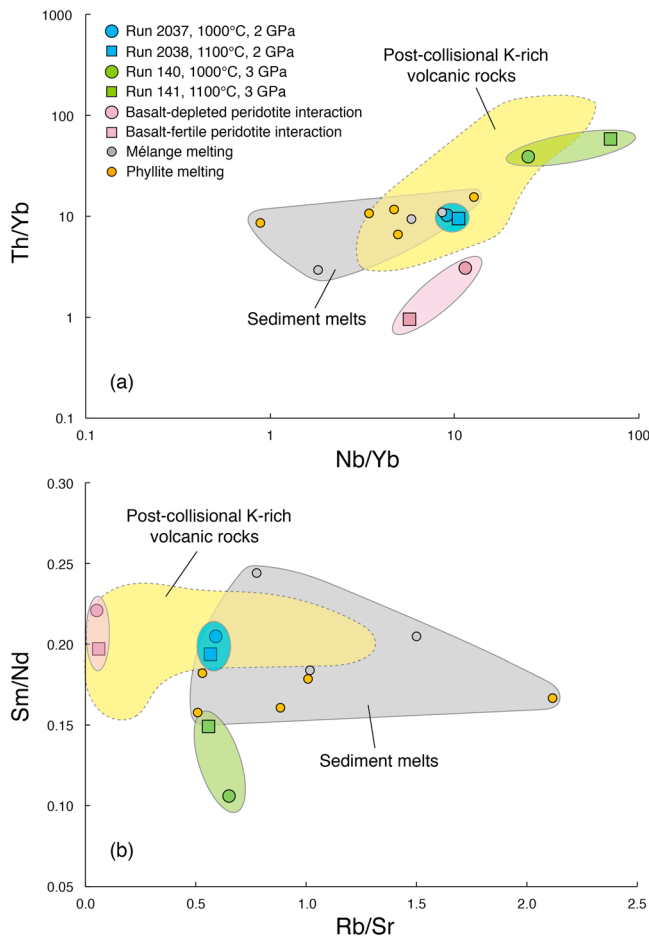 1000
100
10
1
0.1
Th/Yb
Run 2037, 1000°C, 2 GPa
Run 2038, 1100°C, 2 GPa
Run 140, 1000°C, 3 GPa
Run 141, 1100°C, 3 GPa
Basalt-depleted peridotite interaction
Basalt-fertile peridotite interaction
Mélange melting
Phyllite melting
Post-collisional K-rich
volcanic rocks
Sediment melts
(a)
0.1
1
10
100
Nb/Yb
0.30
0.25
0.20
0.15
0.10
0.05
Sm/Nd
Post-collisional K-rich
volcanic rocks
Sediment melts
(b)
0.0
0.5
1.0
1.5
2.0
2.5
Rb/Sr